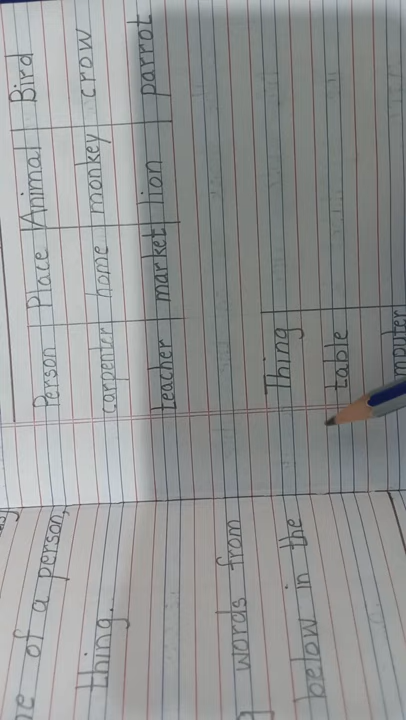 of a person,
thing.
words from
below in the
Person Place Animal Bird
carpenter home monkey crow
teacher market lion parrot
Thing
table